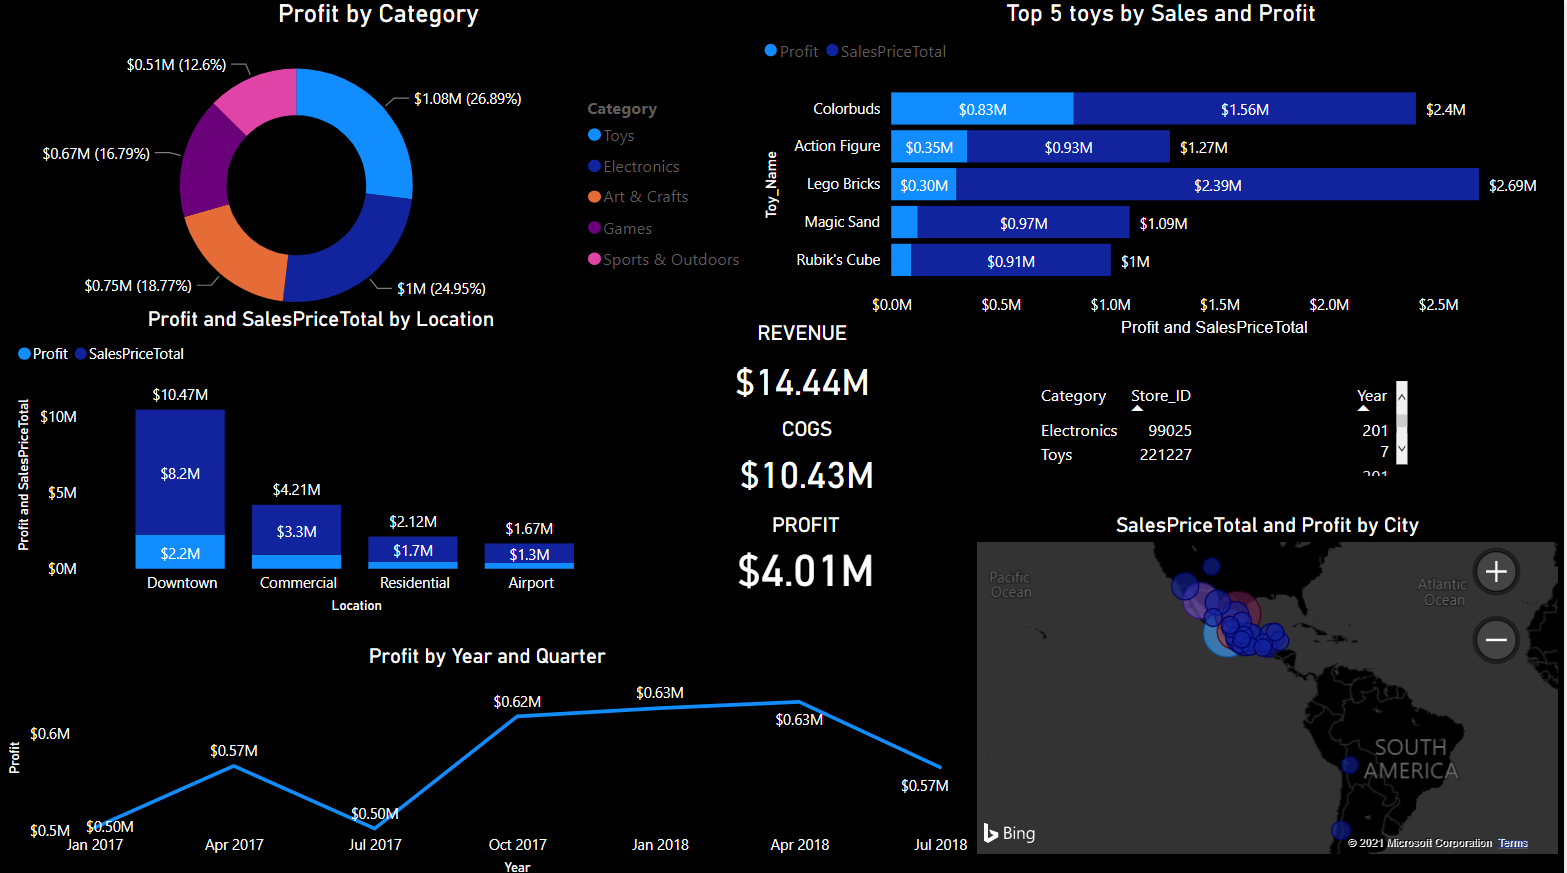 Profit by Category
$0.51M (12.6%)
$1.08M (26.89%)
$0.67M (16.79%)
$0.75M (18.77%)
$1M (24.95%)
Category
Toys
Electronics
Art & Crafts
Games
Sports & Outdoors
Top 5 toys by Sales and Profit
Profit SalesPriceTotal
Toy_Name
Colorbuds $0.83M $1.56M $2.4M
Action Figure $0.35M $0.93M $1.27M
Lego Bricks $0.30M $2.39M $2.69M
Magic Sand $0.97M $1.09M
Rubik's Cube $0.91M $1M
$0.0M $0.5M $1.0M $1.5M $2.0M $2.5M
Profit and SalesPriceTotal
Profit and SalesPriceTotal by Location
Profit SalesPriceTotal
Profit and SalesPriceTotal
$10M
$5M
$0M
$10.47M
$8.2M
$2.2M
$4.21M
$3.3M
$2.12M
$1.7M
$1.67M
$1.3M
Downtown Commercial Residential Airport
Location
REVENUE
$14.44M
COGS
$10.43M
PROFIT
$4.01M
Category Store_ID Year
Electronics 99025 201
7
Toys 221227
201
SalesPriceTotal and Profit by City
Pacific
Ocean
Atlantic
Ocean
SOUTH
AMERICA
Bing
© 2021 Microsoft Corporation Terms
Profit by Year and Quarter
Profit
$0.6M
$0.5M
$0.50M
$0.57M
$0.50M
$0.62M
$0.63M
$0.63M
$0.57M
Jan 2017 Apr 2017 Jul 2017 Oct 2017 Jan 2018 Apr 2018 Jul 2018
Year